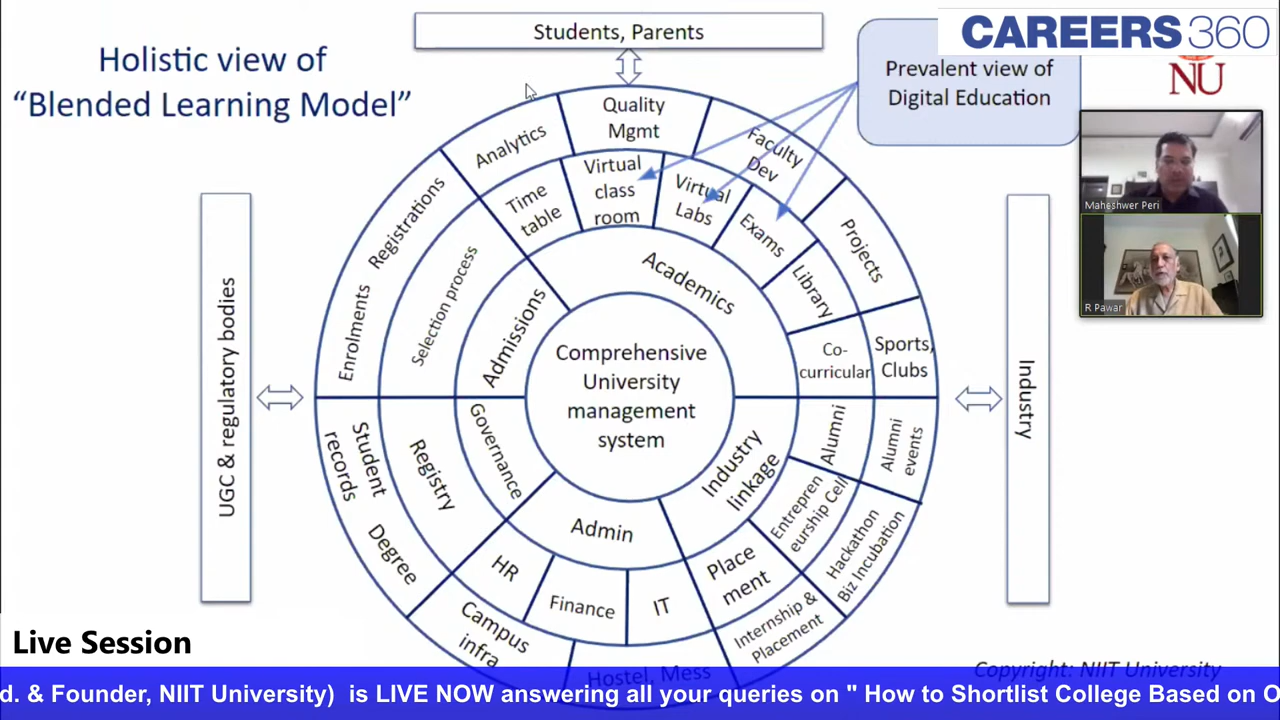 Students, Parents
CAREERS360
Holistic view of
“Blended Learning Model”
Prevalent view of
Digital Education
NU
Quality
Mgmt
Analytics
Faculty
Dev
Registrations
Enrolments
Projects
Sports,
Clubs
Time
table
Virtual
class
room
Virtual
Labs
Exams
Library
Co-
curricular
Selection process
Academics
Admissions
Comprehensive
University
management
system
Maheshwer Peri
R Pawar
UGC & regulatory bodies
Industry
Governance
Registry
Student
records
Degree
Admin
Industry
linkage
Alumni
Alumni
events
Entrepren
eurship Cell
Hackathon
Biz Incubation
Place
ment
Internship &
Placement
HR
Finance
IT
Campus
infra
Hostel, Mess
Live Session
Copyright: NIIT University
d. & Founder, NIIT University) is LIVE NOW answering all your queries on " How to Shortlist College Based on O